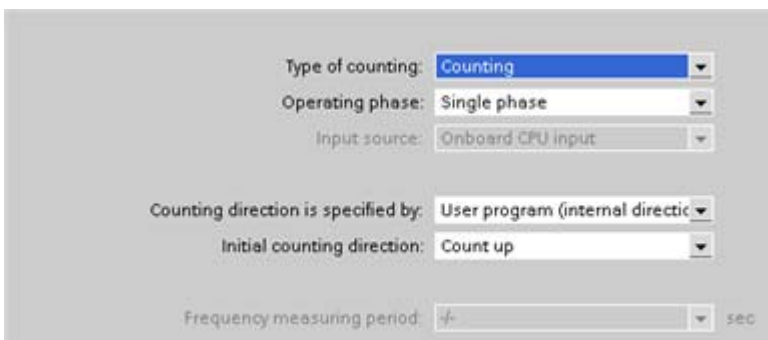 Type of counting: Counting
Operating phase: Single phase
Input source: Onboard CPU input
Counting direction is specified by: User program (internal directic
Initial counting direction: Count up
Frequency measuring period: -/- sec